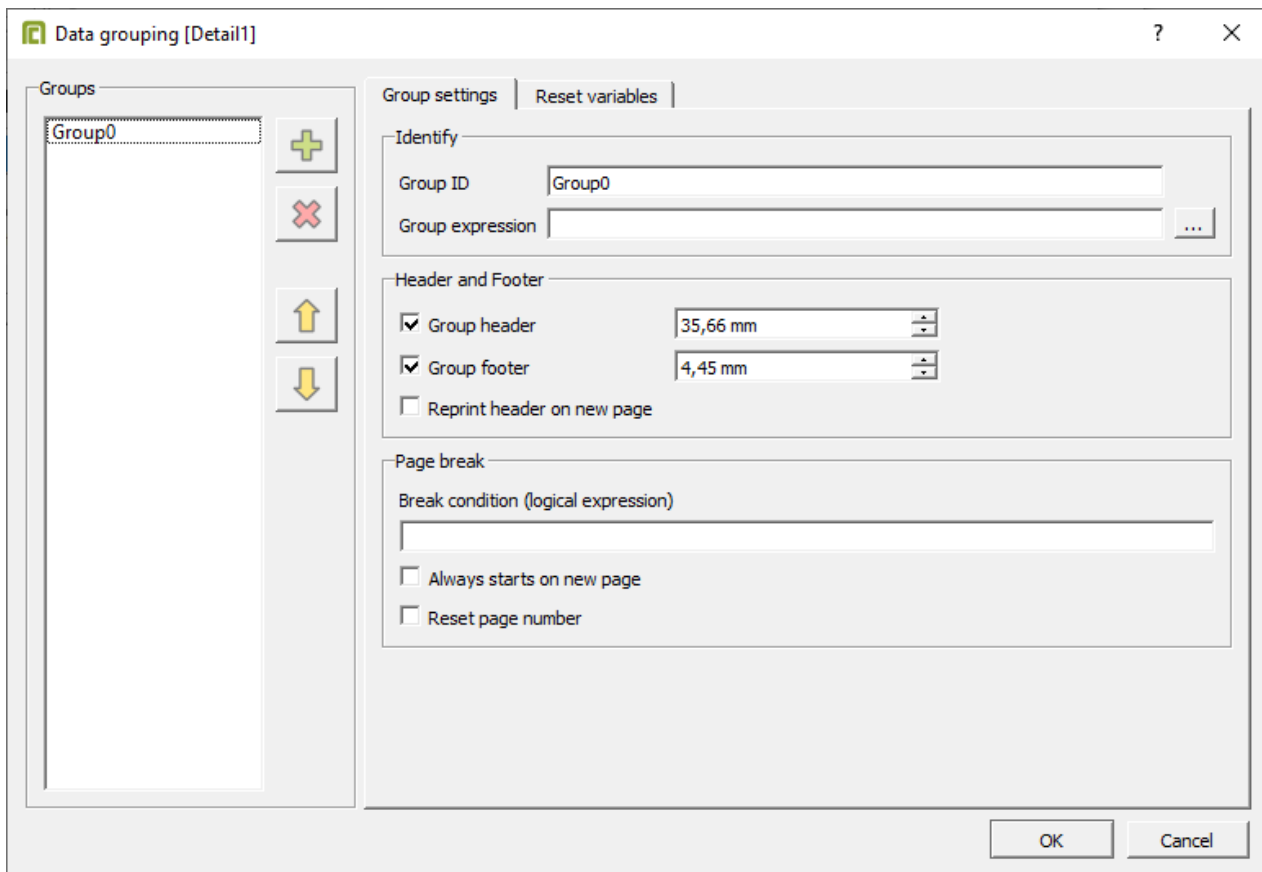 Data grouping [Detail1]
?
Groups
Group0
Group settings
Reset variables
Identify
Group ID
Group0
Group expression
...
Header and Footer
Group header
35,66 mm
Group footer
4,45 mm
Reprint header on new page
Page break
Break condition (logical expression)
Always starts on new page
Reset page number
OK
Cancel